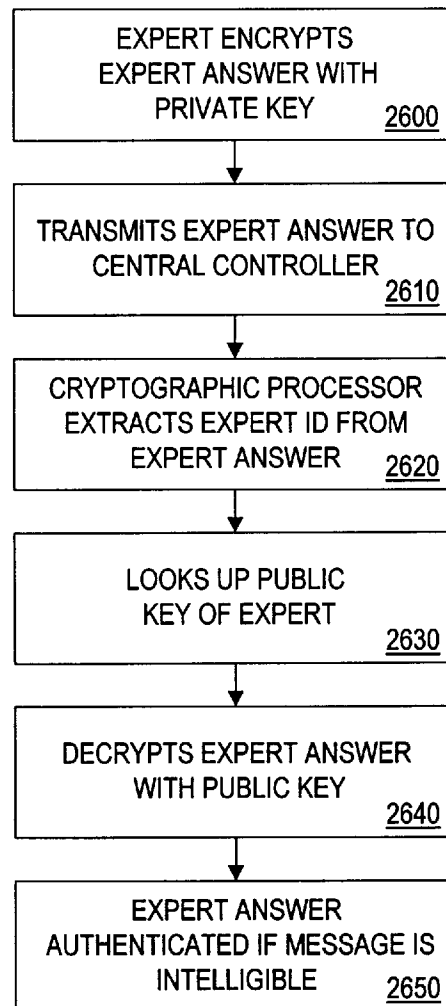 EXPERT ENCRYPTS
EXPERT ANSWER WITH
PRIVATE KEY
2600
TRANSMITS EXPERT ANSWER TO
CENTRAL CONTROLLER
2610
CRYPTOGRAPHIC PROCESSOR
EXTRACTS EXPERT ID FROM
EXPERT ANSWER
2620
LOOKS UP PUBLIC
KEY OF EXPERT
2630
DECRYPTS EXPERT ANSWER
WITH PUBLIC KEY
2640
EXPERT ANSWER
AUTHENTICATED IF MESSAGE IS
INTELLIGIBLE
2650